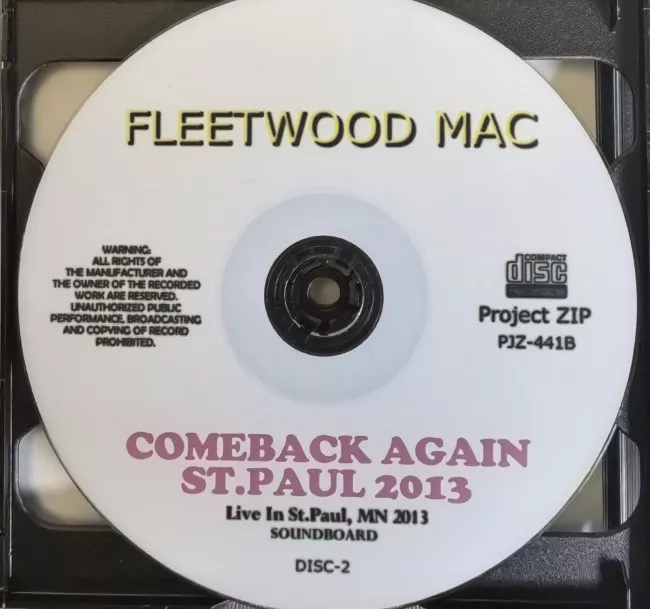 FLEETWOOD MAC
WARNING:
ALL RIGHTS OF
THE MANUFACTURER AND
THE OWNER OF THE RECORDED
WORK ARE RESERVED.
UNAUTHORIZED PUBLIC
PERFORMANCE, BROADCASTING
AND COPYING OF RECORD
PROHIBITED.
COMPACT
disc
Project ZIP
PJZ-441B
COMEBACK AGAIN
ST.PAUL 2013
Live In St.Paul, MN 2013
SOUNDBOARD
DISC-2